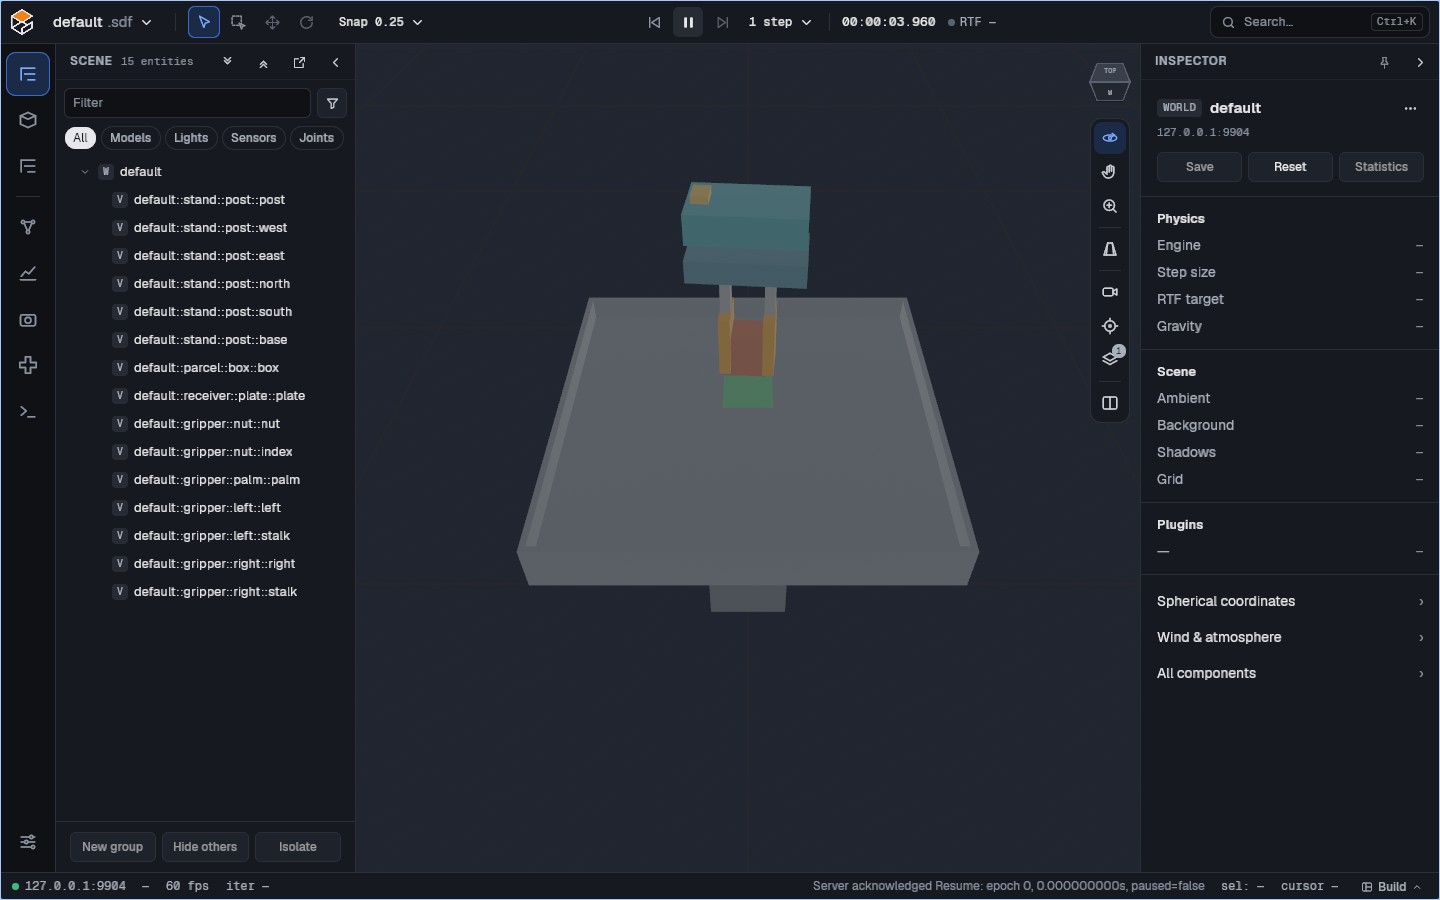 default .sdf
Snap 0.25
1 step
00:00:03.960
RTF –
Search...
Ctrl+K
SCENE 15 entities
Filter
All
Models
Lights
Sensors
Joints
W default
V default::stand::post::post
V default::stand::post::west
V default::stand::post::east
V default::stand::post::north
V default::stand::post::south
V default::stand::post::base
V default::parcel::box::box
V default::receiver::plate::plate
V default::gripper::nut::nut
V default::gripper::nut::index
V default::gripper::palm::palm
V default::gripper::left::left
V default::gripper::left::stalk
V default::gripper::right::right
V default::gripper::right::stalk
New group
Hide others
Isolate
TOP
1
INSPECTOR
WORLD default
127.0.0.1:9904
Save
Reset
Statistics
Physics
Engine –
Step size –
RTF target –
Gravity –
Scene
Ambient –
Background –
Shadows –
Grid –
Plugins
— –
Spherical coordinates
Wind & atmosphere
All components
127.0.0.1:9904 – 60 fps iter –
Server acknowledged Resume: epoch 0, 0.000000000s, paused=false
sel: –
cursor –
Build